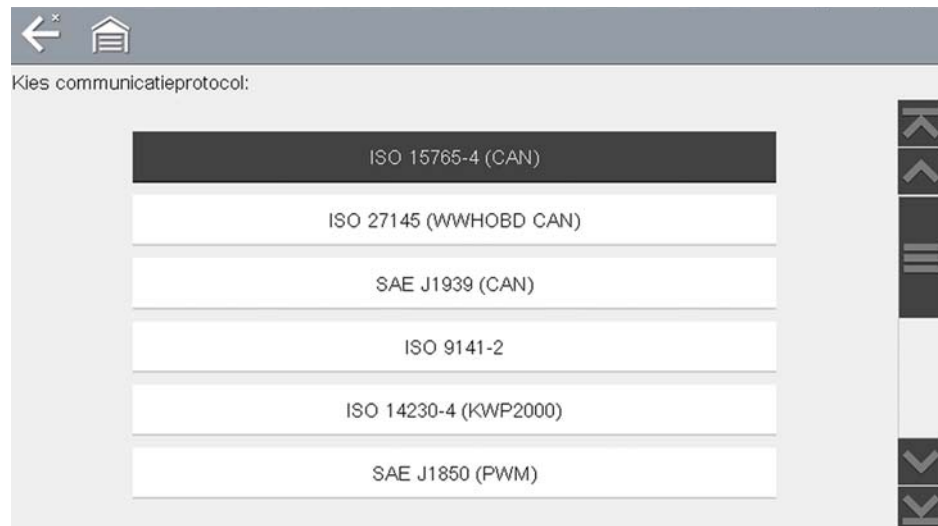 Kies communicatieprotocol:
ISO 15765-4 (CAN)
ISO 27145 (WWHOBD CAN)
SAE J1939 (CAN)
ISO 9141-2
ISO 14230-4 (KWP2000)
SAE J1850 (PWM)